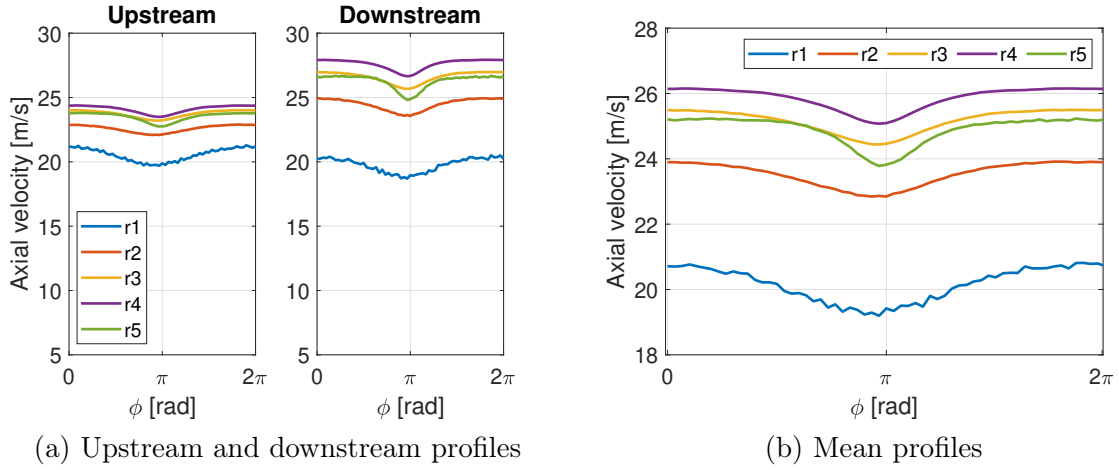 Upstream
Downstream
30
25
20
15
10
5
Axial velocity [m/s]
r1
r2
r3
r4
r5
0
π
2π
ϕ [rad]
30
25
20
15
10
5
0
π
2π
ϕ [rad]
(a) Upstream and downstream profiles
28
26
24
22
20
18
Axial velocity [m/s]
r1 r2 r3 r4 r5
0
π
2π
ϕ [rad]
(b) Mean profiles